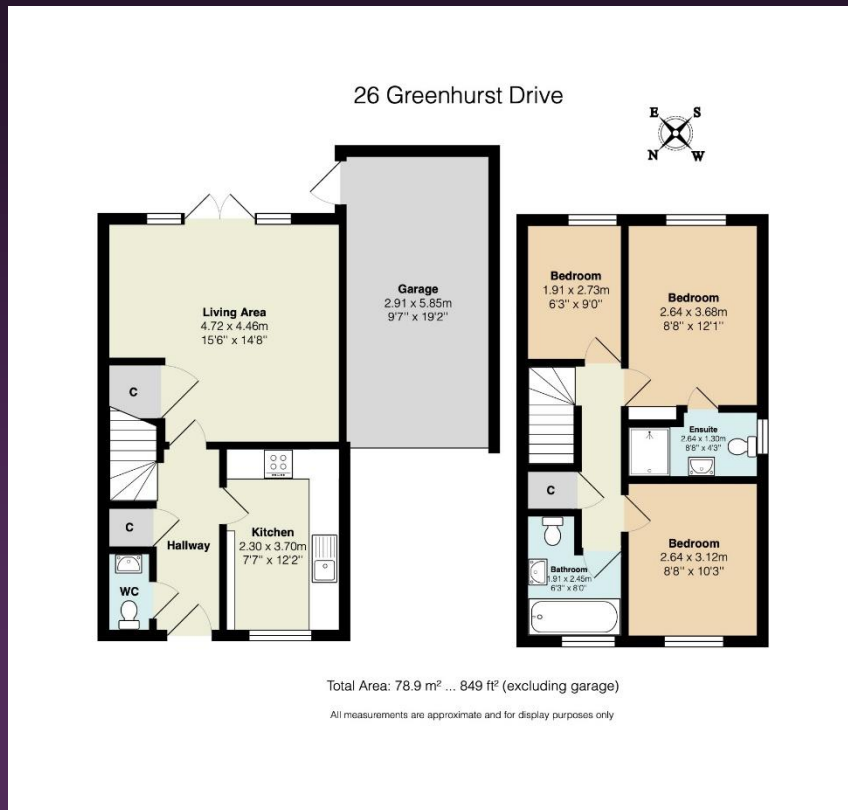 26 Greenhurst Drive
E S
N W
Garage
2.91 x 5.85m
9'7'' x 19'2''
Living Area
4.72 x 4.46m
15'6'' x 14'8''
C
C
Hallway
WC
Kitchen
2.30 x 3.70m
7'7'' x 12'2''
Bedroom
1.91 x 2.73m
6'3'' x 9'0''
Bedroom
2.64 x 3.68m
8'8'' x 12'1''
Ensuite
2.64 x 1.30m
8'8'' x 4'3''
C
Bedroom
2.64 x 3.12m
8'8'' x 10'3''
Bathroom
1.91 x 2.45m
6'3'' x 8'0''
Total Area: 78.9 m² ... 849 ft² (excluding garage)
All measurements are approximate and for display purposes only